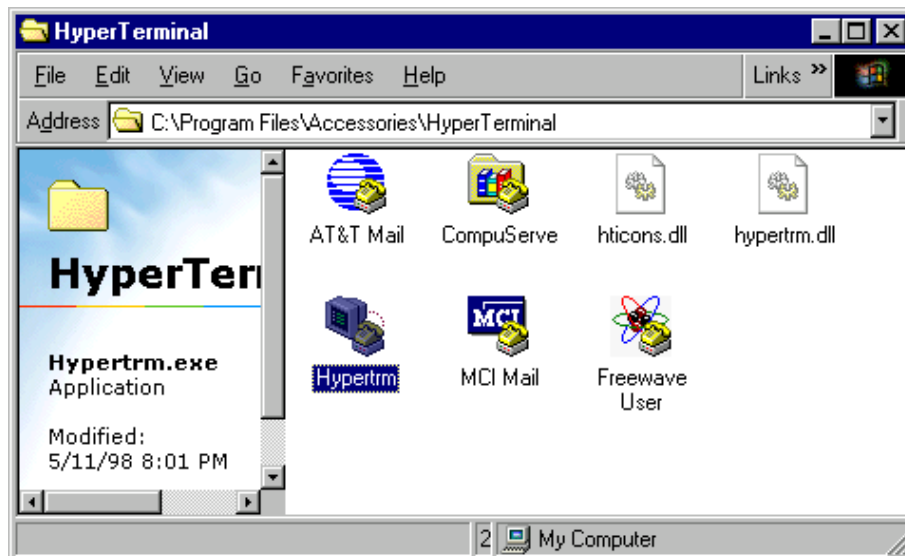 HyperTerminal
File Edit View Go Favorites Help Links »
Address C:\Program Files\Accessories\HyperTerminal
HyperTer
Hypertrm.exe
Application
Modified:
5/11/98 8:01 PM
AT&T Mail CompuServe hticons.dll hypertrm.dll
MCI
Hypertrm MCI Mail Freewave
User
2 My Computer